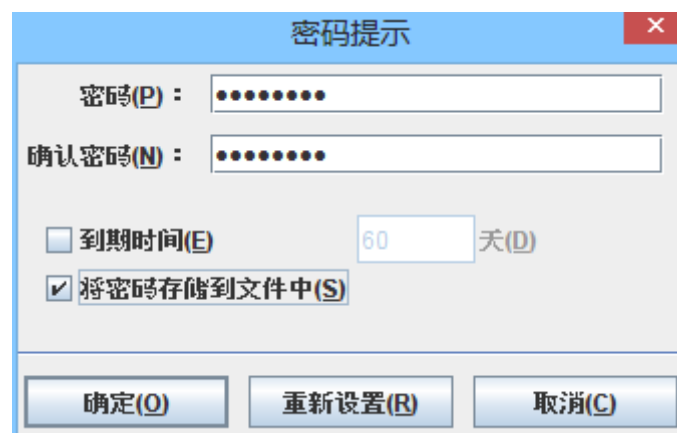 密码提示
密码(P)： ●●●●●●●●
确认密码(N)： ●●●●●●●●
到期时间(E) 60 天(D)
将密码存储到文件中(S)
确定(O) 重新设置(R) 取消(C)